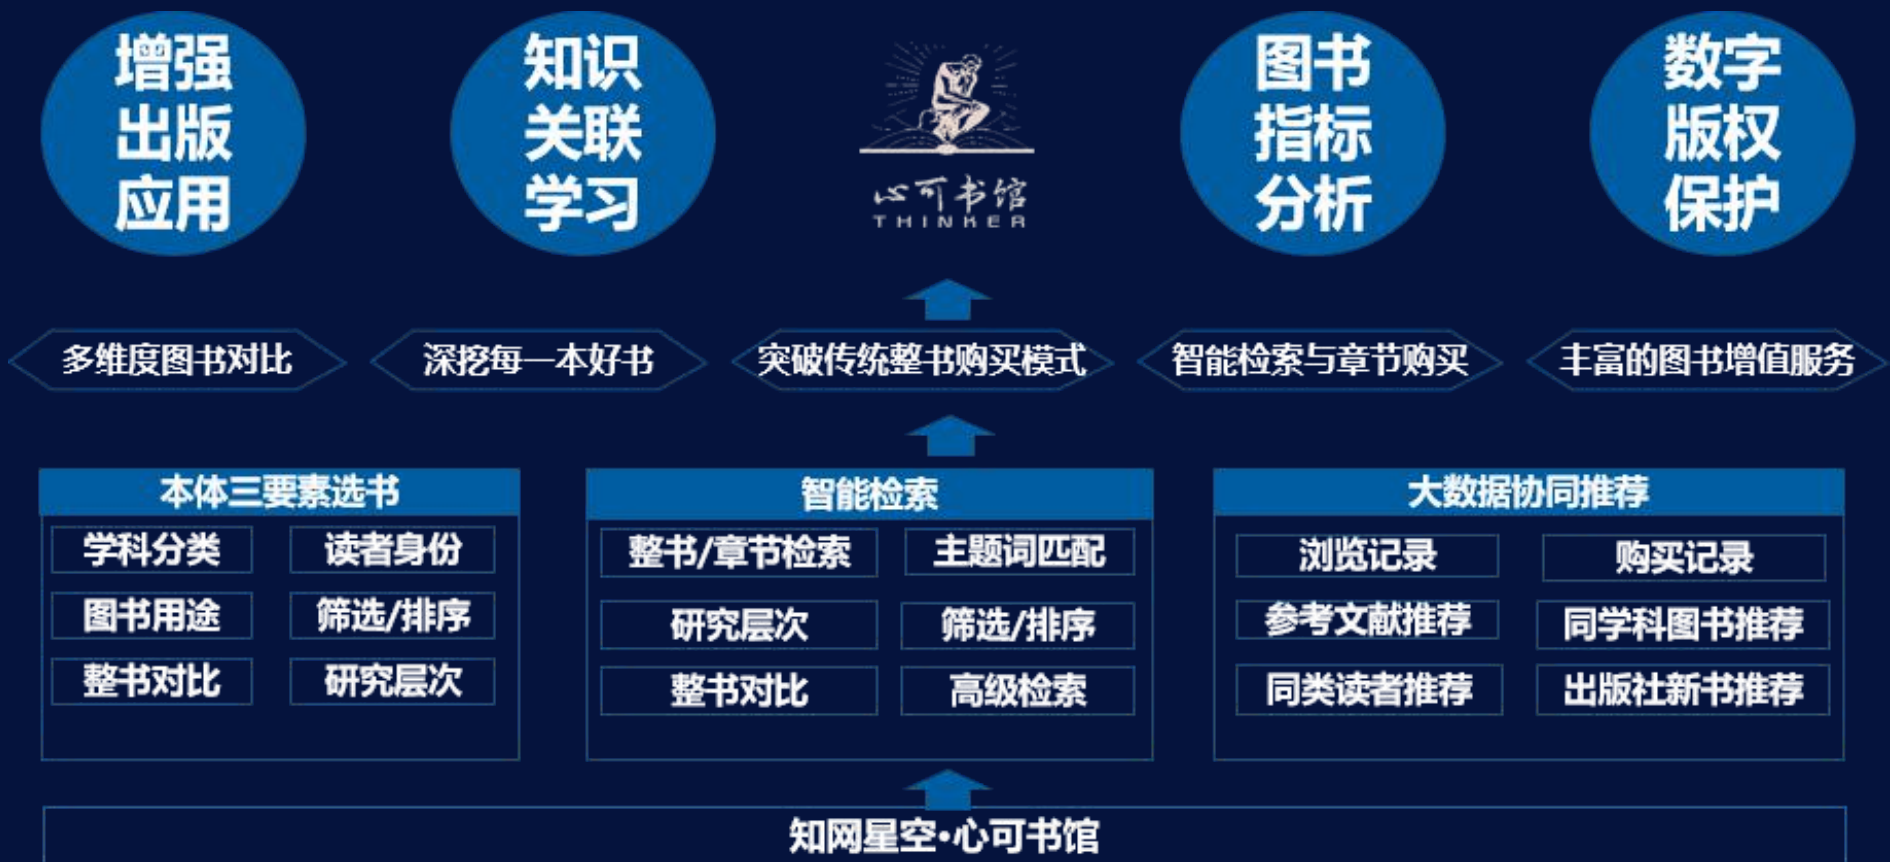 增强
出版
应用
知识
关联
学习
心可书馆
THINKER
图书
指标
分析
数字
版权
保护
多维度图书对比
深挖每一本好书
突破传统整书购买模式
智能检索与章节购买
丰富的图书增值服务
本体三要素选书
学科分类
读者身份
图书用途
筛选/排序
整书对比
研究层次
智能检索
整书/章节检索
主题词匹配
研究层次
筛选/排序
整书对比
高级检索
大数据协同推荐
浏览记录
购买记录
参考文献推荐
同学科图书推荐
同类读者推荐
出版社新书推荐
知网星空·心可书馆